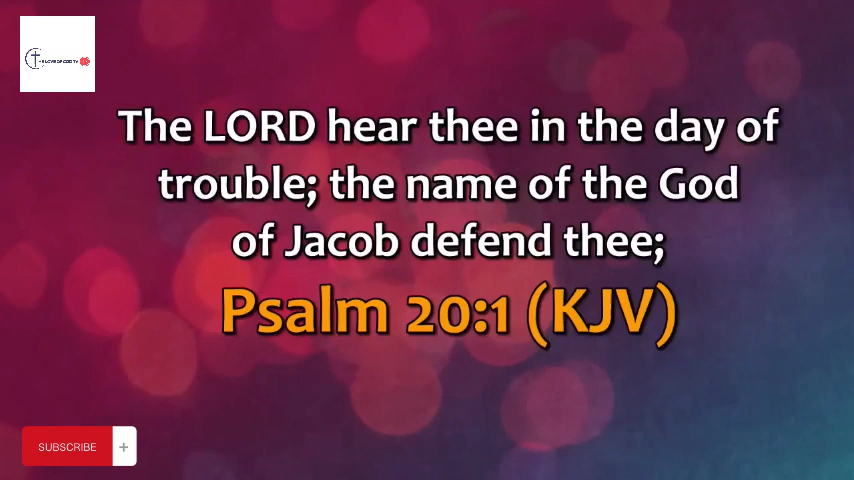 The LORD hear thee in the day of
trouble; the name of the God
of Jacob defend thee;
Psalm 20:1 (KJV)
SUBSCRIBE +